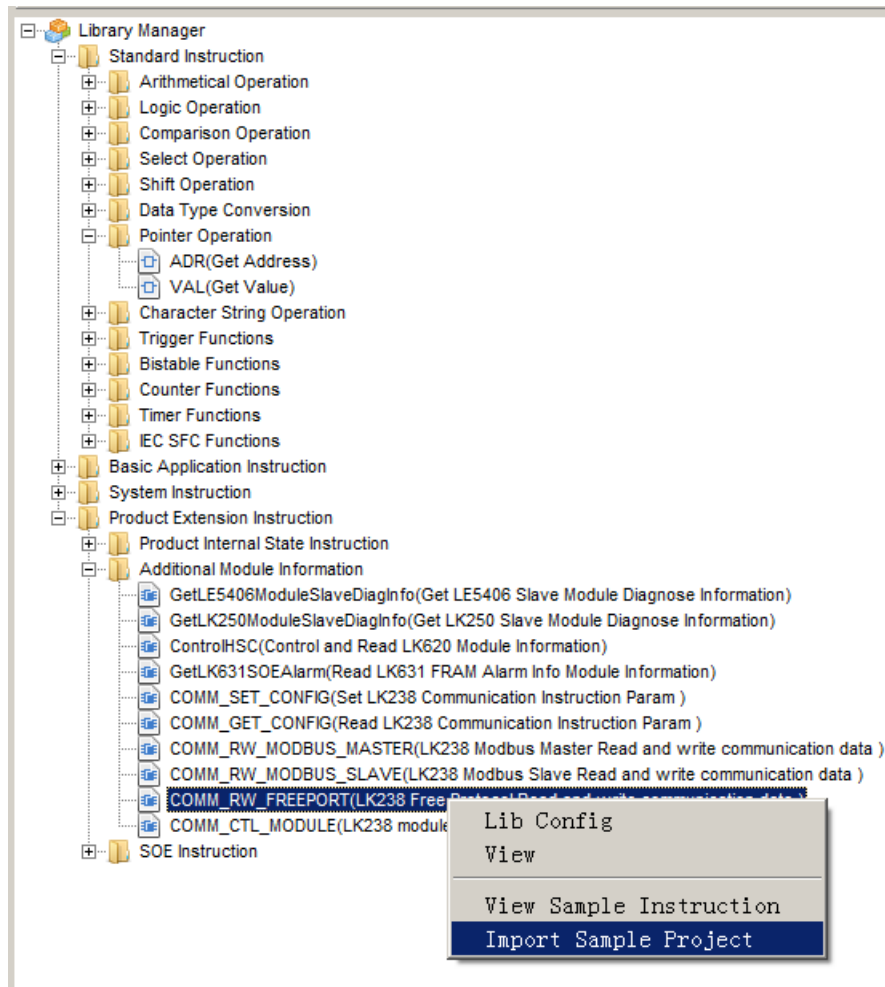 Library Manager
Standard Instruction
Arithmetical Operation
Logic Operation
Comparison Operation
Select Operation
Shift Operation
Data Type Conversion
Pointer Operation
ADR(Get Address)
VAL(Get Value)
Character String Operation
Trigger Functions
Bistable Functions
Counter Functions
Timer Functions
IEC SFC Functions
Basic Application Instruction
System Instruction
Product Extension Instruction
Product Internal State Instruction
Additional Module Information
GetLE5406ModuleSlaveDiagInfo(Get LE5406 Slave Module Diagnose Information)
GetLK250ModuleSlaveDiagInfo(Get LK250 Slave Module Diagnose Information)
ControlHSC(Control and Read LK620 Module Information)
GetLK631SOEAlarm(Read LK631 FRAM Alarm Info Module Information)
COMM_SET_CONFIG(Set LK238 Communication Instruction Param )
COMM_GET_CONFIG(Read LK238 Communication Instruction Param )
COMM_RW_MODBUS_MASTER(LK238 Modbus Master Read and write communication data )
COMM_RW_MODBUS_SLAVE(LK238 Modbus Slave Read and write communication data )
COMM_RW_FREEPORT(LK238 Free Protocol Read and write communication data )
COMM_CTL_MODULE(LK238 module
SOE Instruction
Lib Config
View
View Sample Instruction
Import Sample Project